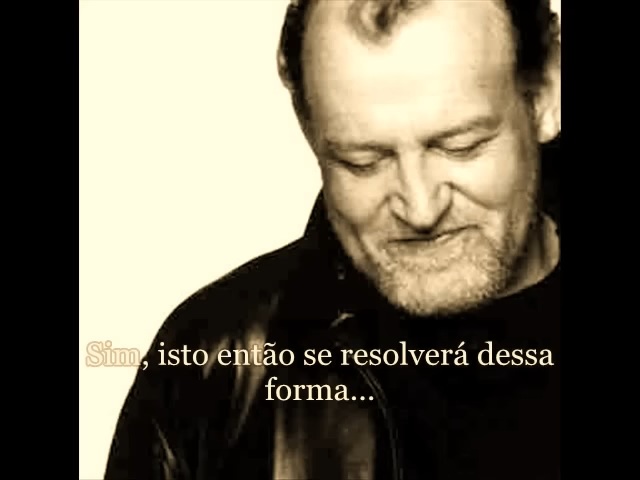 Sim, isto então se resolverá dessa
forma...